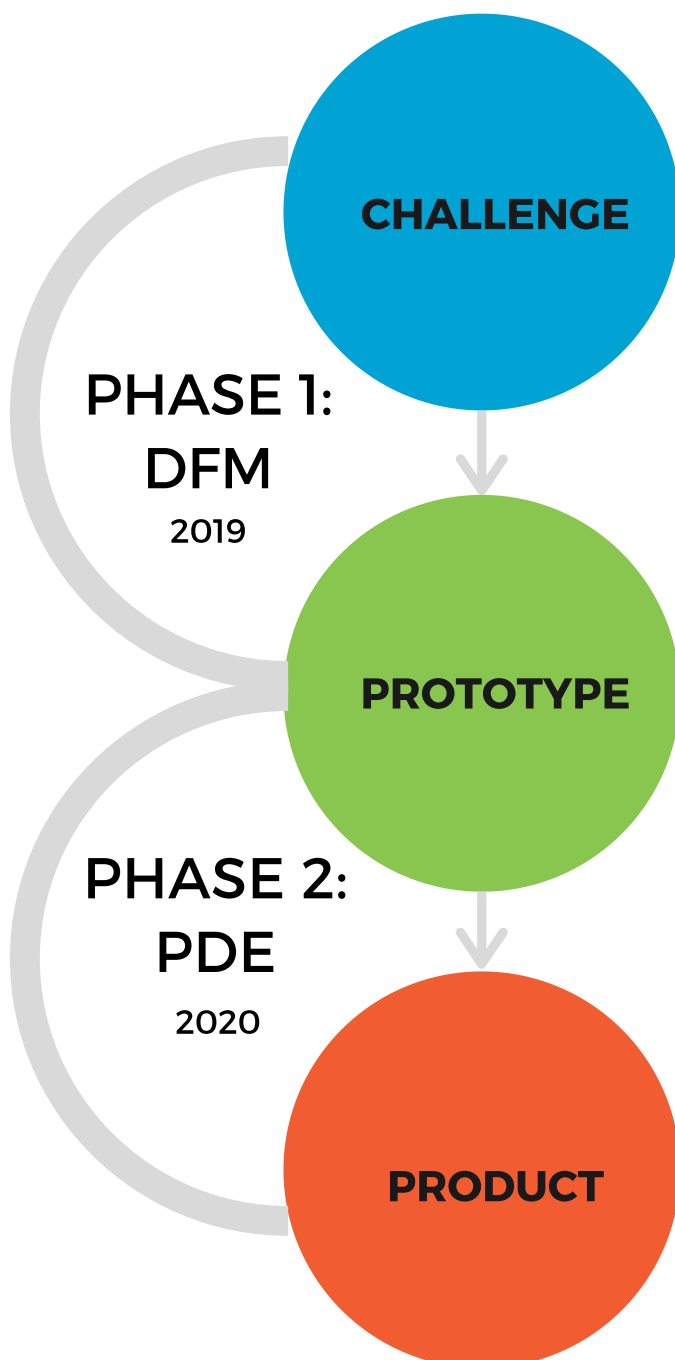 CHALLENGE
PHASE 1:
DFM
2019
PROTOTYPE
PHASE 2:
PDE
2020
PRODUCT